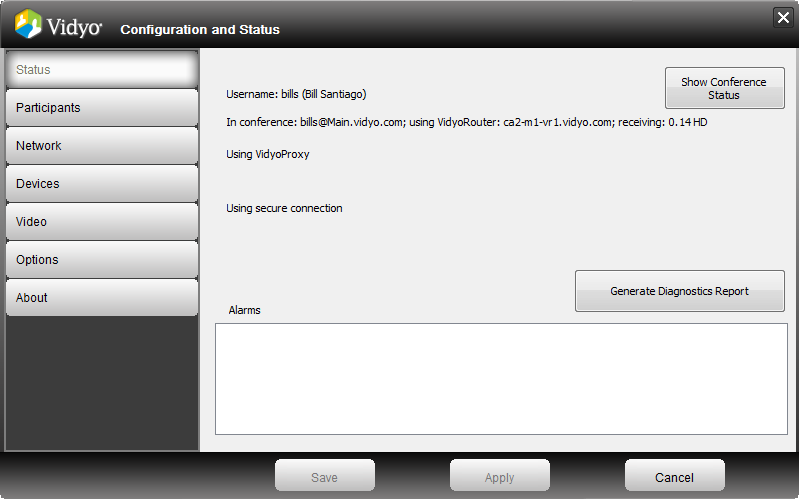 Vidyo
Configuration and Status
Status
Participants
Network
Devices
Video
Options
About
Username: bills (Bill Santiago)
Show Conference
Status
In conference: bills@Main.vidyo.com; using VidyoRouter: ca2-m1-vr1.vidyo.com; receiving: 0.14 HD
Using VidyoProxy
Using secure connection
Generate Diagnostics Report
Alarms
Save
Apply
Cancel